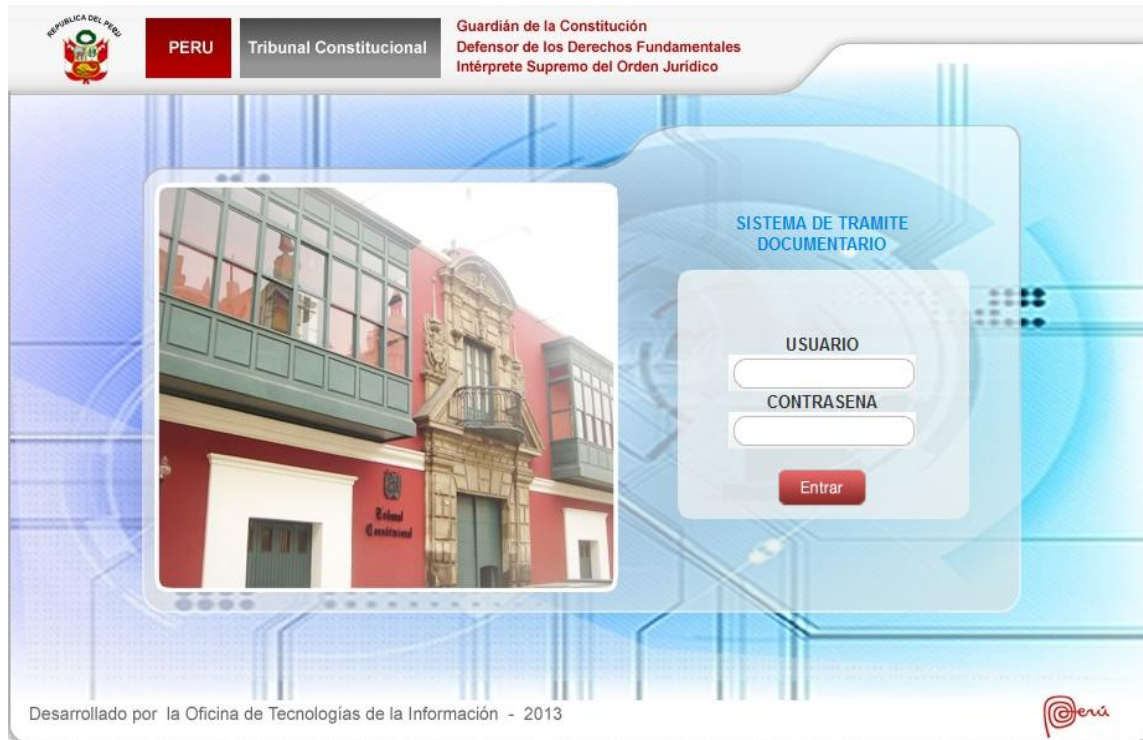 REPUBLICA DEL PERU
PERU
Tribunal Constitucional
Guardián de la Constitución
Defensor de los Derechos Fundamentales
Intérprete Supremo del Orden Jurídico
SISTEMA DE TRAMITE
DOCUMENTARIO
USUARIO
CONTRASENA
Entrar
Tribunal
Constitucional
Desarrollado por la Oficina de Tecnologías de la Información - 2013
Perú